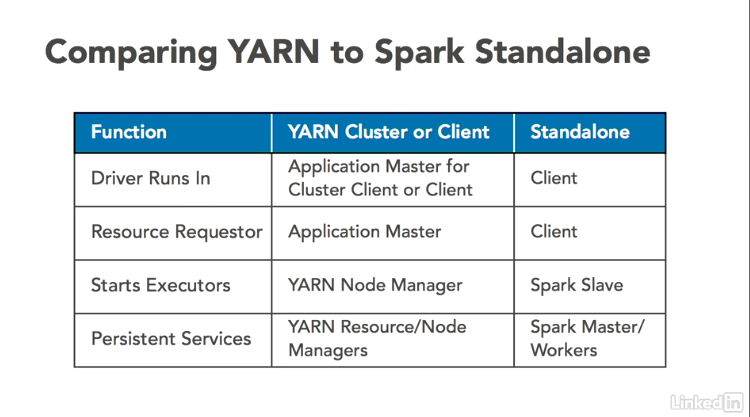 Comparing YARN to Spark Standalone
Function YARN Cluster or Client Standalone
Driver Runs In Application Master for Cluster Client or Client Client
Resource Requestor Application Master Client
Starts Executors YARN Node Manager Spark Slave
Persistent Services YARN Resource/Node Managers Spark Master/ Workers
Linked in